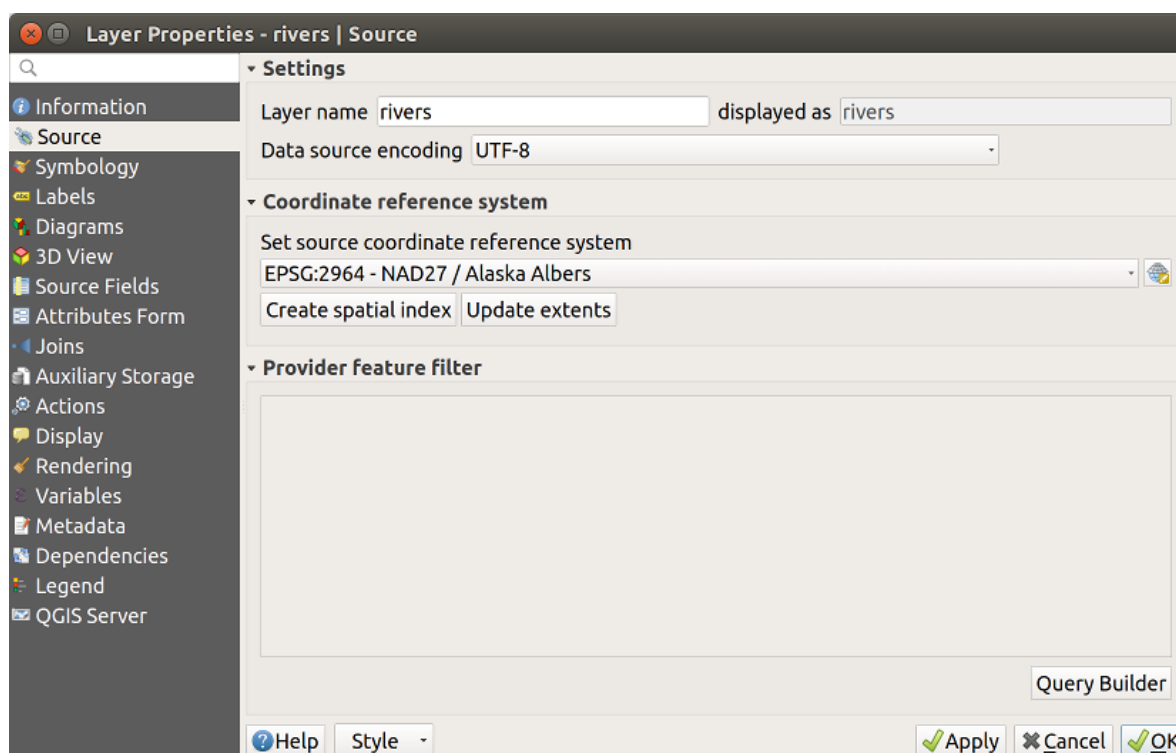 Layer Properties - rivers | Source
Information
Source
Symbology
Labels
Diagrams
3D View
Source Fields
Attributes Form
Joins
Auxiliary Storage
Actions
Display
Rendering
Variables
Metadata
Dependencies
Legend
QGIS Server
Settings
Layer name rivers displayed as rivers
Data source encoding UTF-8
Coordinate reference system
Set source coordinate reference system
EPSG:2964 - NAD27 / Alaska Albers
Create spatial index Update extents
Provider feature filter
Query Builder
Help Style Apply Cancel OK